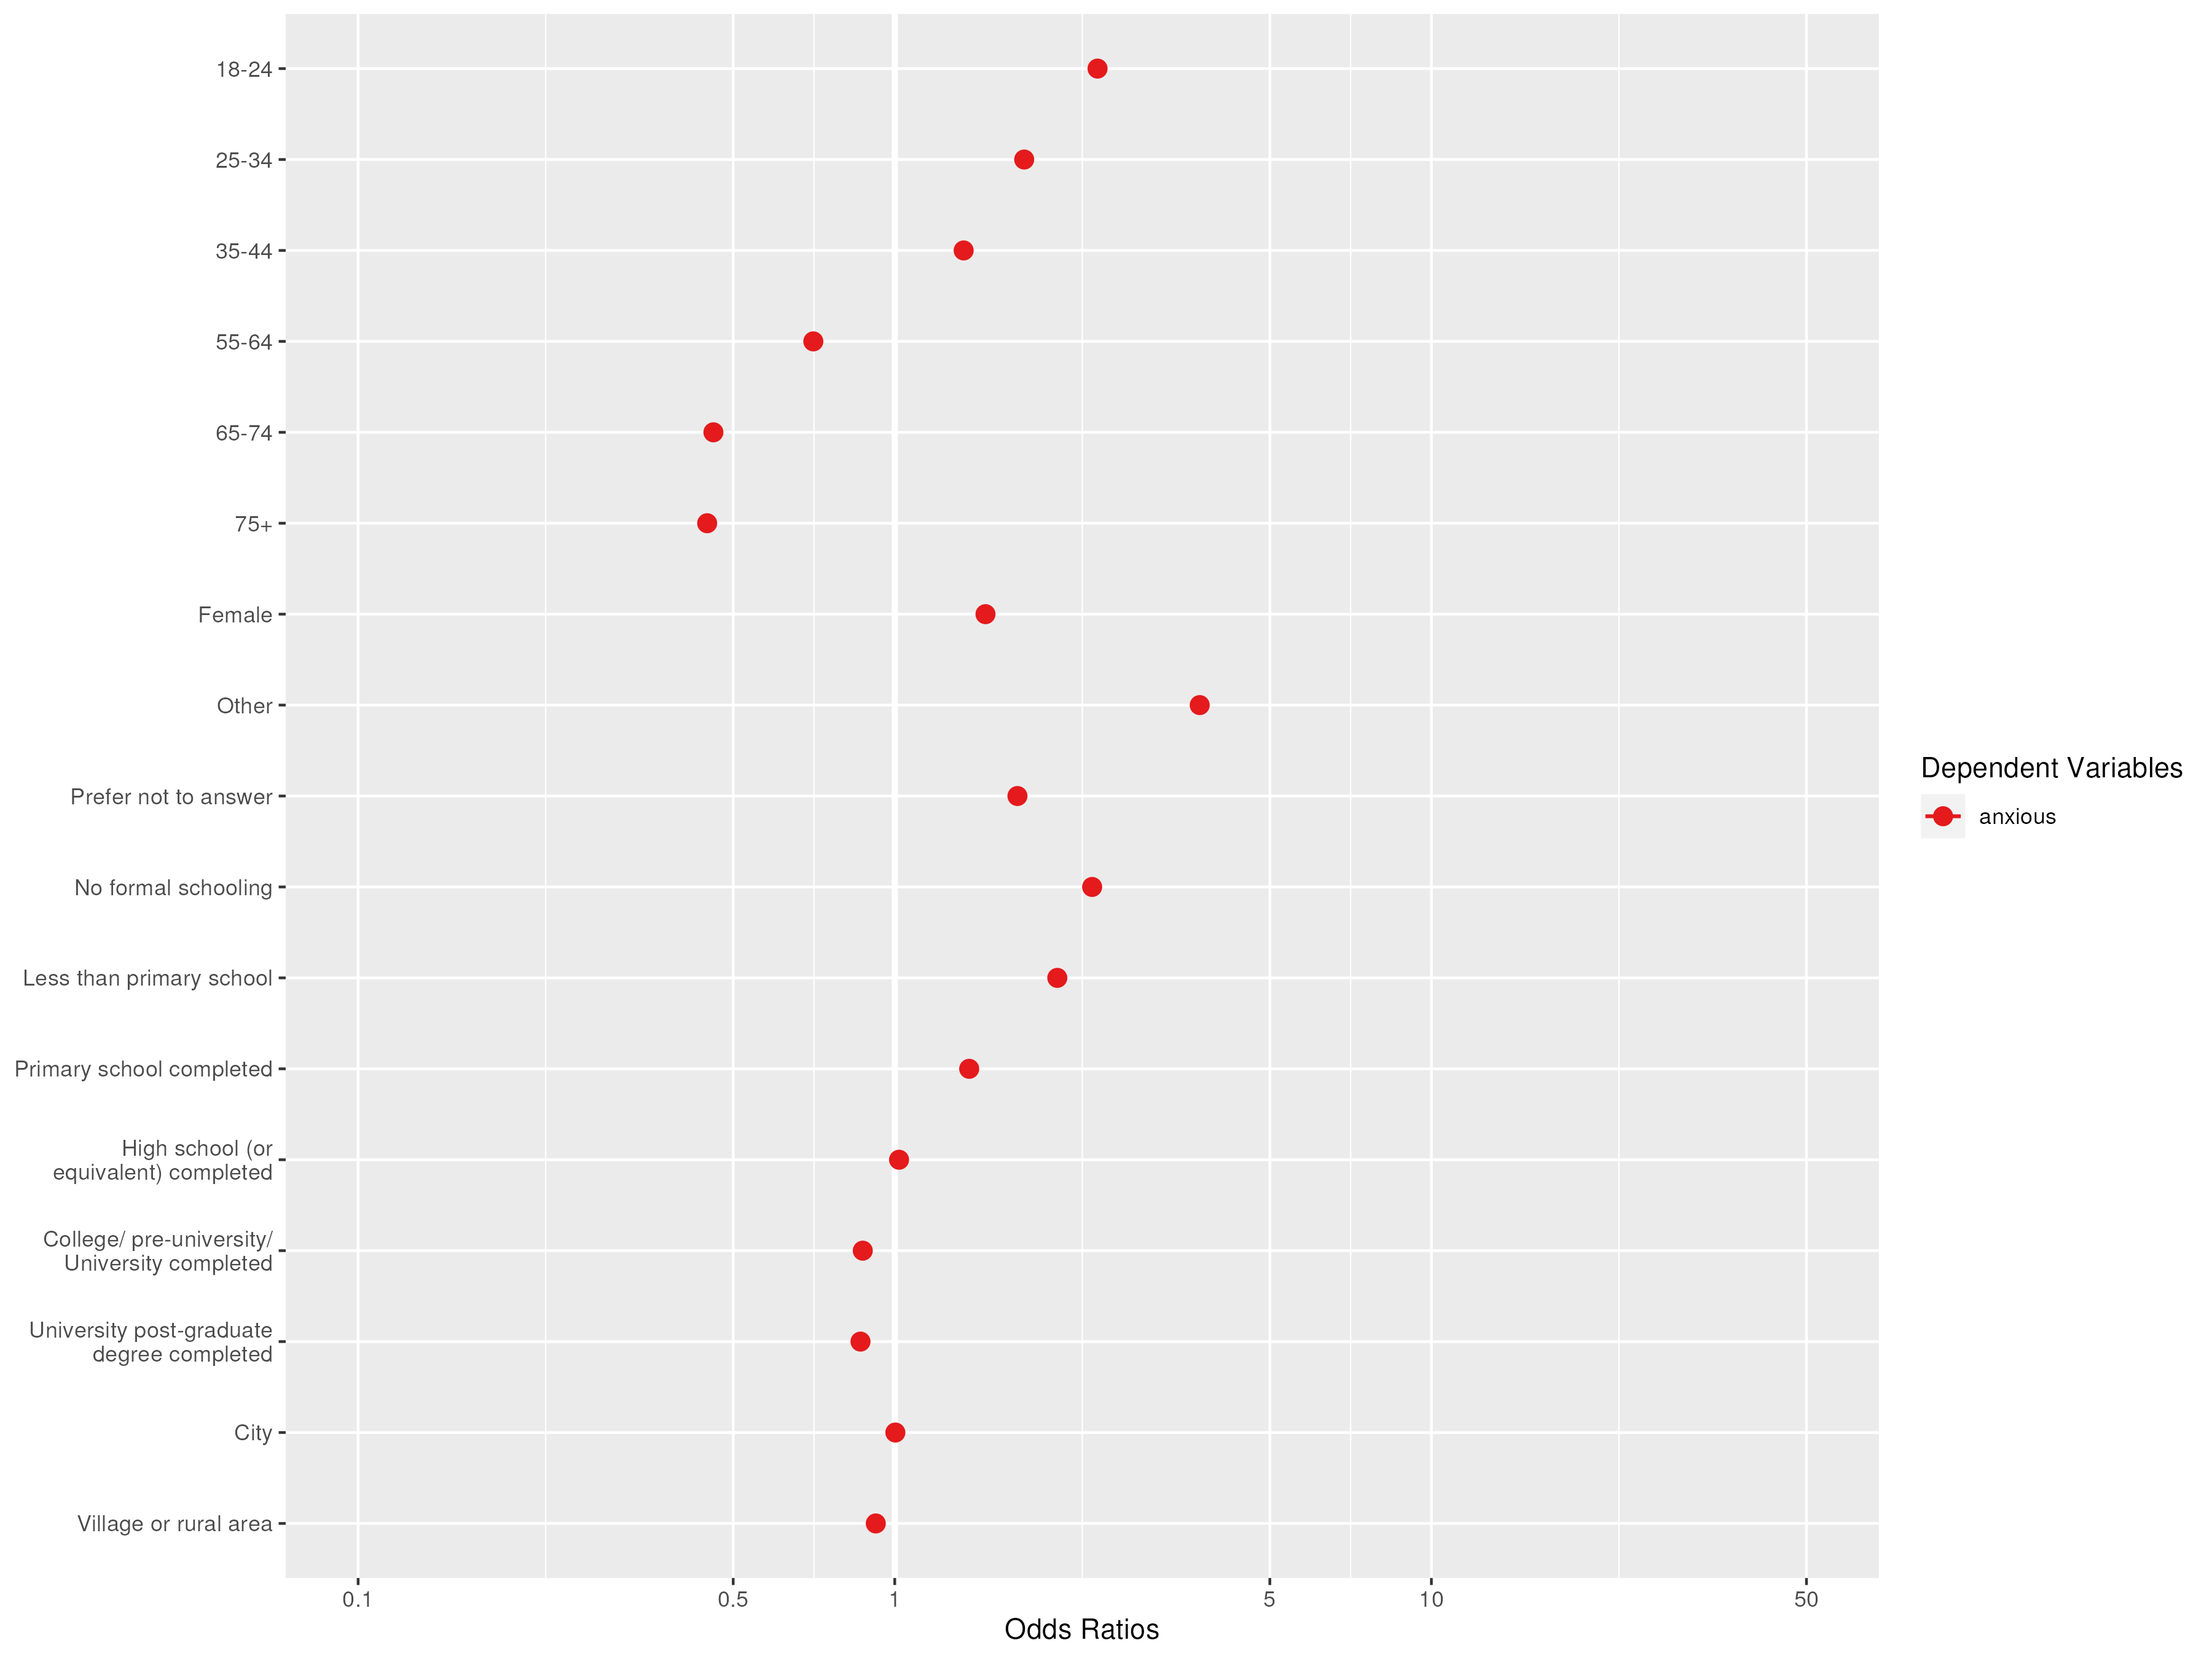 18-24
25-34
35-44
55-64
65-74
75+
Female
Other
Prefer not to answer
No formal schooling
Less than primary school
Primary school completed
High school (or
equivalent) completed
College/ pre-university/
University completed
University post-graduate
degree completed
City
Village or rural area
0.1
0.5
1
5
10
50
Odds Ratios
Dependent Variables
anxious